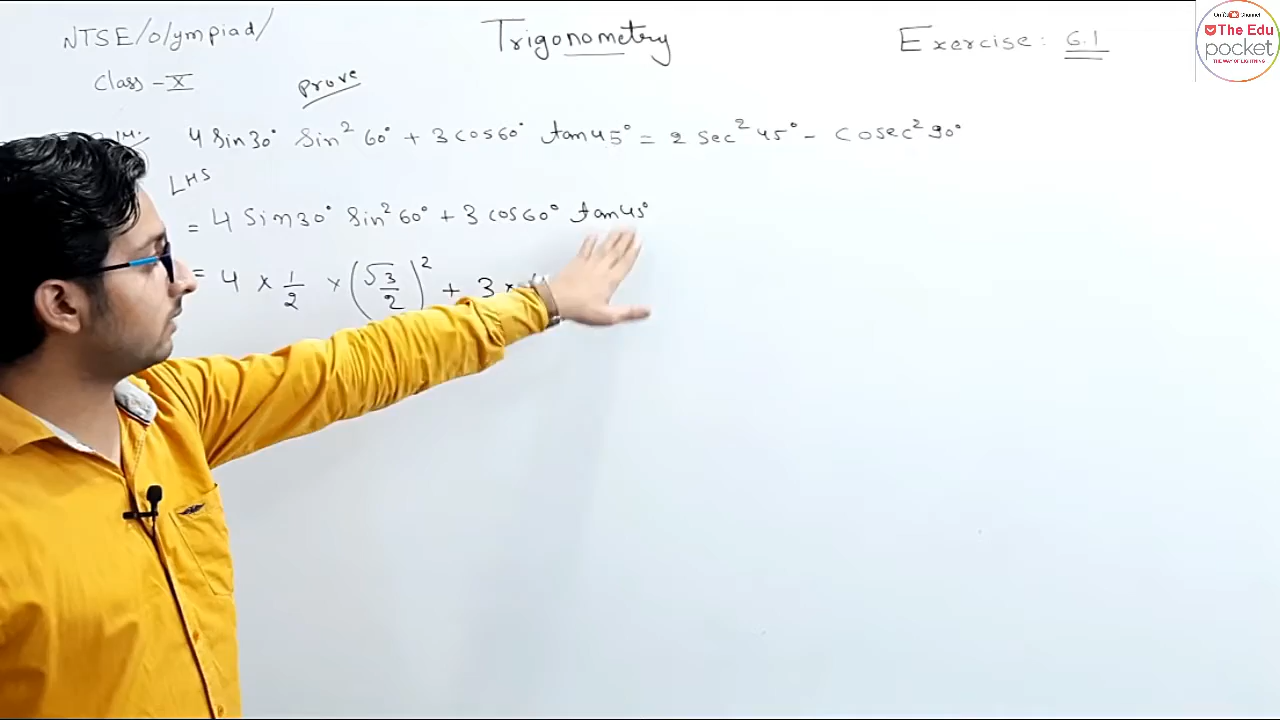 NTSE/olympiad/
Trigonometry
Exercise: 6.1
Class - X
Prove
4 Sin30° Sin² 60° + 3 cos60° tan45° = 2 sec² 45° - Cosec² 90°
LHS
= 4 Sin30° Sin² 60° + 3 cos60° tan45°
= 4 × 1/2 × (√3/2)² + 3 ×
The Edu
pocket